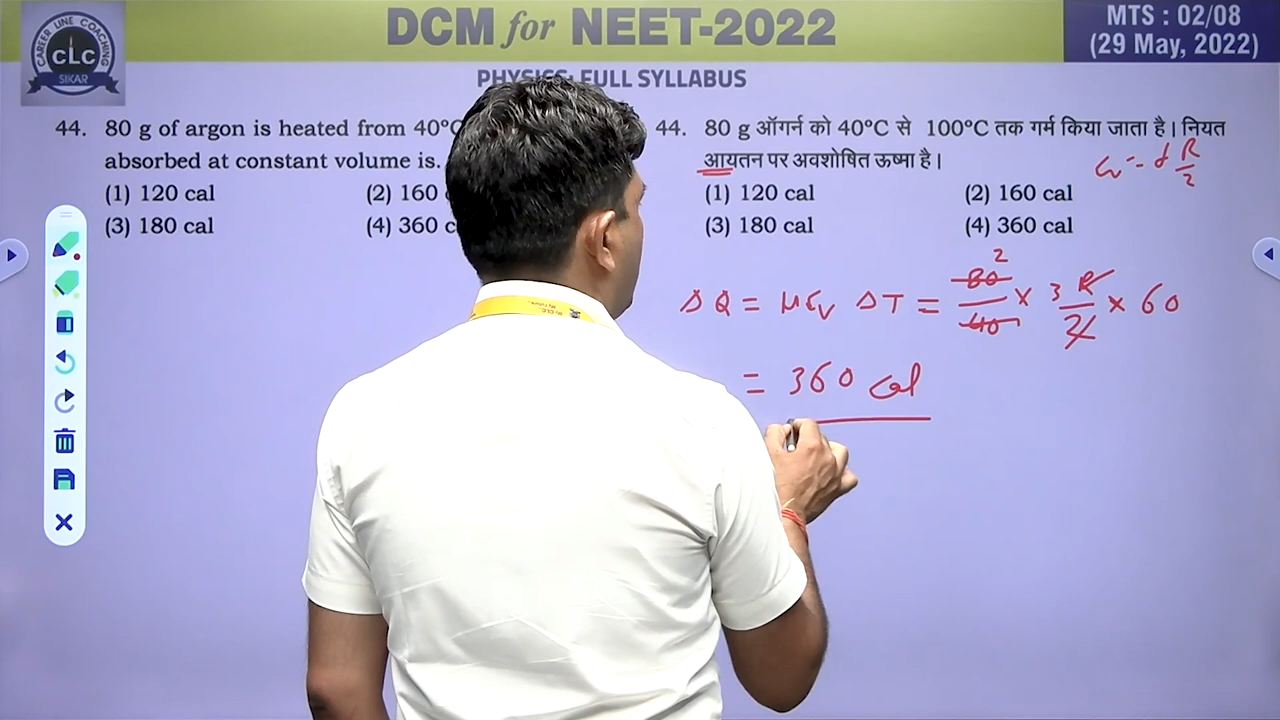 CAREER LINE COACHING
CLC
SIKAR
DCM for NEET-2022
MTS : 02/08
(29 May, 2022)
PHYSICS: FULL SYLLABUS
44. 80 g of argon is heated from 40°C
absorbed at constant volume is.
(1) 120 cal (2) 160
(3) 180 cal (4) 360 c
44. 80 g ऑगर्न को 40°C से 100°C तक गर्म किया जाता है। नियत
आयतन पर अवशोषित ऊष्मा है।
(1) 120 cal (2) 160 cal
(3) 180 cal (4) 360 cal
Cv = f R/2
ΔQ = μCv ΔT = 80/40 2 × 3 R/2 × 60
= 360 cal